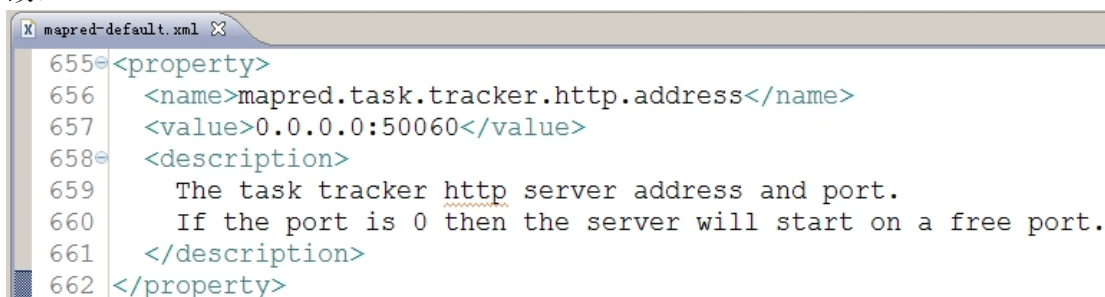 mapred-default.xml
655 <property>
656 <name>mapred.task.tracker.http.address</name>
657 <value>0.0.0.0:50060</value>
658 <description>
659 The task tracker http server address and port.
660 If the port is 0 then the server will start on a free port.
661 </description>
662 </property>